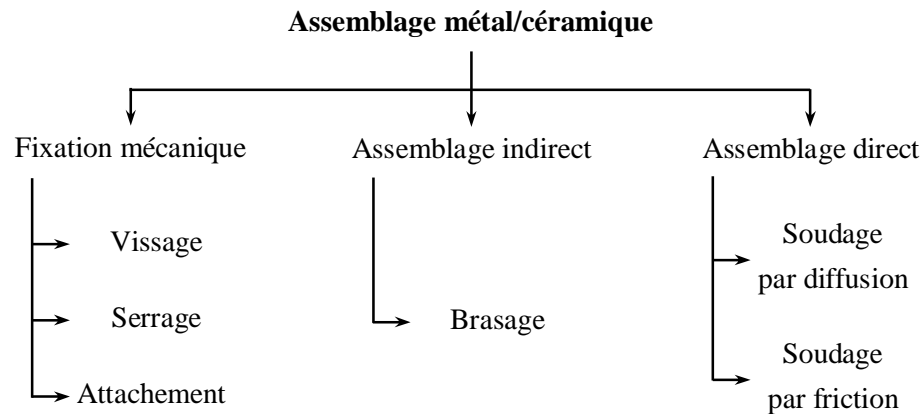 Assemblage métal/céramique
Fixation mécanique
Vissage
Serrage
Attachement
Assemblage indirect
Brasage
Assemblage direct
Soudage
par diffusion
Soudage
par friction